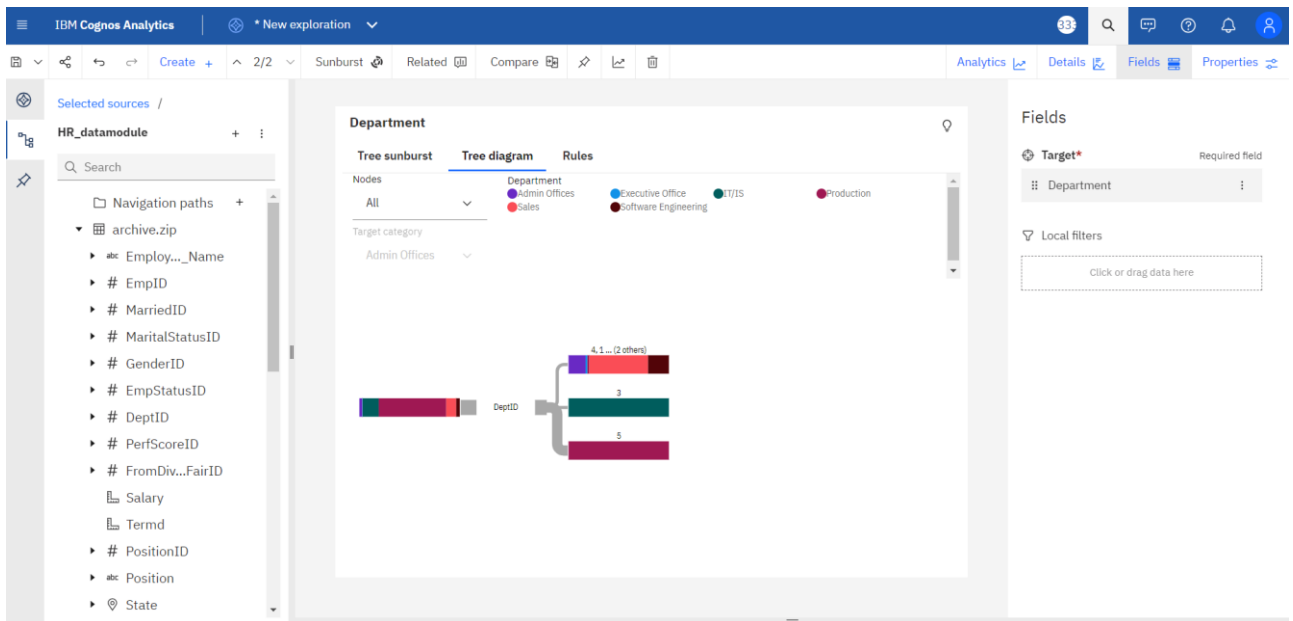 IBM Cognos Analytics
* New exploration
333
Create +
2/2
Sunburst
Related
Compare
Analytics
Details
Fields
Properties
Selected sources /
HR_datamodule
Search
Navigation paths +
archive.zip
abc Employ..._Name
# EmpID
# MarriedID
# MaritalStatusID
# GenderID
# EmpStatusID
# DeptID
# PerfScoreID
# FromDiv...FairID
Salary
Termd
# PositionID
abc Position
State
Department
Tree sunburst Tree diagram Rules
Nodes
All
Target category
Admin Offices
Department
Admin Offices Executive Office IT/IS Production
Sales Software Engineering
4, 1 ... (2 others)
DeptID
3
5
Fields
Target* Required field
Department
Local filters
Click or drag data here